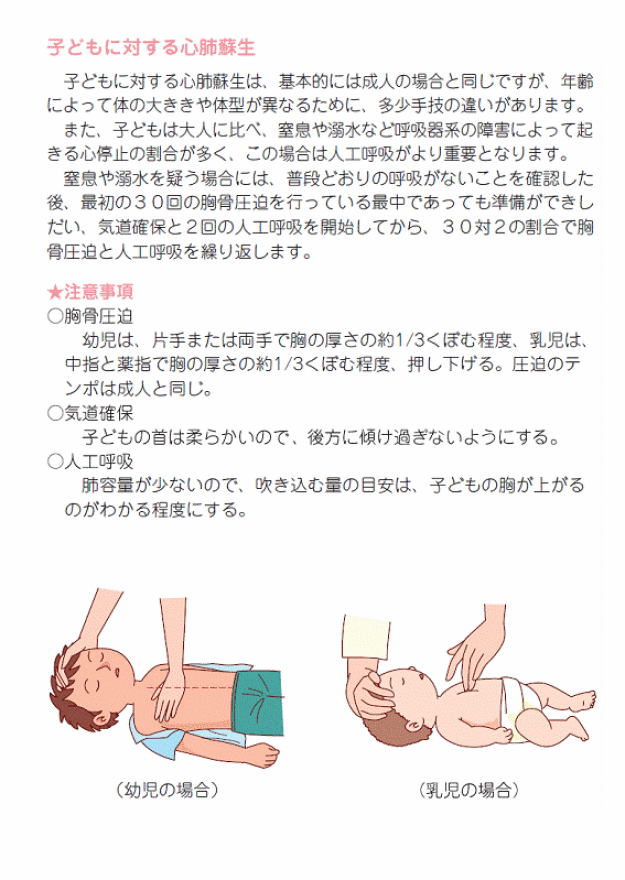 子どもに対する心肺蘇生
子どもに対する心肺蘇生は、基本的には成人の場合と同じですが、年齢
によって体の大ききや体型が異なるために、多少手技の違いがあります。
また、子どもは大人に比べ、窒息や溺水など呼吸器系の障害によって起
きる心停止の割合が多く、この場合は人工呼吸がより重要となります。
窒息や溺水を疑う場合には、普段どおりの呼吸がないことを確認した
後、最初の３０回の胸骨圧迫を行っている最中であっても準備ができし
だい、気道確保と２回の人工呼吸を開始してから、３０対２の割合で胸
骨圧迫と人工呼吸を繰り返します。
★注意事項
○胸骨圧迫
幼児は、片手または両手で胸の厚さの約1/3くぼむ程度、乳児は、
中指と薬指で胸の厚さの約1/3くぼむ程度、押し下げる。圧迫のテ
ンポは成人と同じ。
○気道確保
子どもの首は柔らかいので、後方に傾け過ぎないようにする。
○人工呼吸
肺容量が少ないので、吹き込む量の目安は、子どもの胸が上がる
のがわかる程度にする。
（幼児の場合）
（乳児の場合）